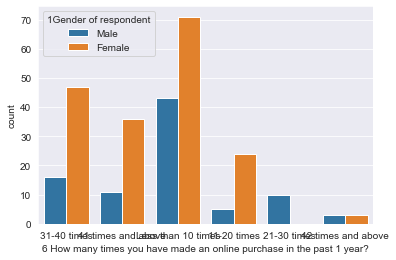 1Gender of respondent
Male
Female
70
60
50
40
30
20
10
0
count
31-40 times
41 times and above
Less than 10 times
11-20 times
21-30 times
42 times and above
6 How many times you have made an online purchase in the past 1 year?